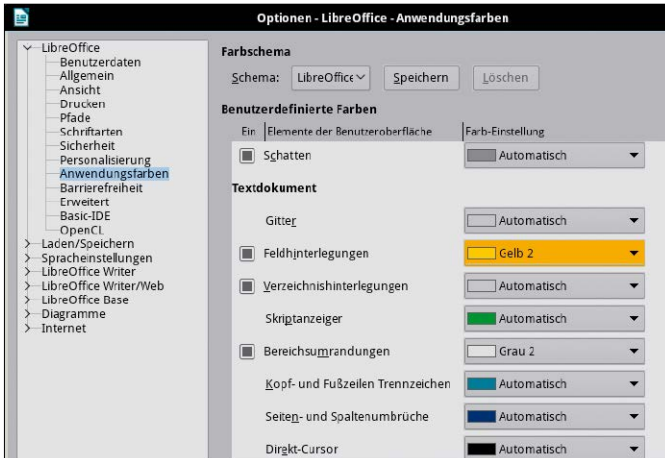 Optionen - LibreOffice - Anwendungsfarben
LibreOffice
Benutzerdaten
Allgemein
Ansicht
Drucken
Pfade
Schriftarten
Sicherheit
Personalisierung
Anwendungsfarben
Barrierefreiheit
Erweitert
Basic-IDE
OpenCL
Laden/Speichern
Spracheinstellungen
LibreOffice Writer
LibreOffice Writer/Web
LibreOffice Base
Diagramme
Internet
Farbschema
Schema: LibreOffice Speichern Löschen
Benutzerdefinierte Farben
Ein Elemente der Benutzeroberfläche Farb-Einstellung
Schatten Automatisch
Textdokument
Gitter Automatisch
Feldhinterlegungen Gelb 2
Verzeichnishinterlegungen Automatisch
Skriptanzeiger Automatisch
Bereichsumrandungen Grau 2
Kopf- und Fußzeilen Trennzeichen Automatisch
Seiten- und Spaltenumbrüche Automatisch
Direkt-Cursor Automatisch